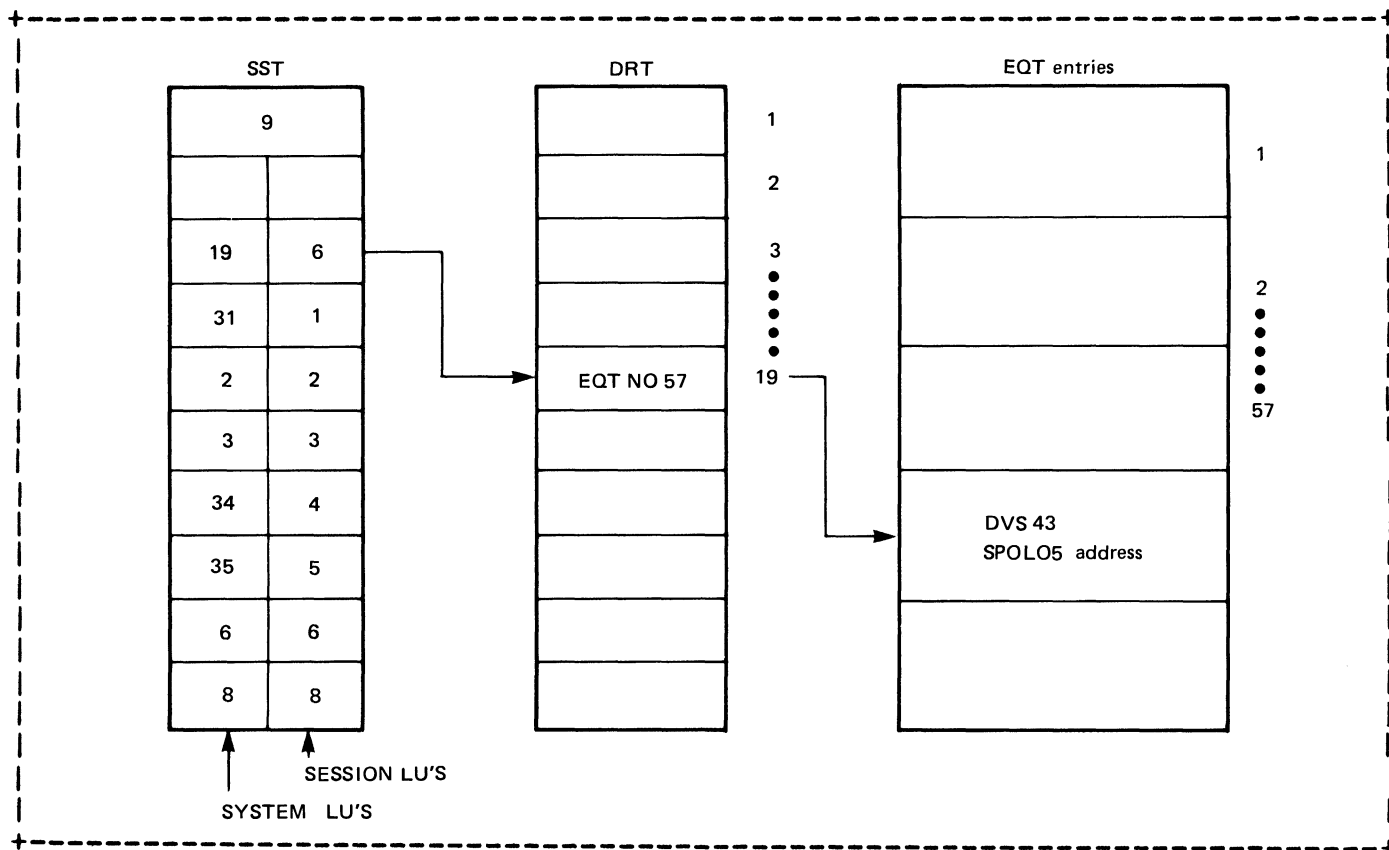 SST
DRT
EQT entries
9
19 6
31 1
2 2
3 3
34 4
35 5
6 6
8 8
1
2
3
EQT NO 57
19
1
2
57
DVS 43
SPOLO5 address
SESSION LU'S
SYSTEM LU'S